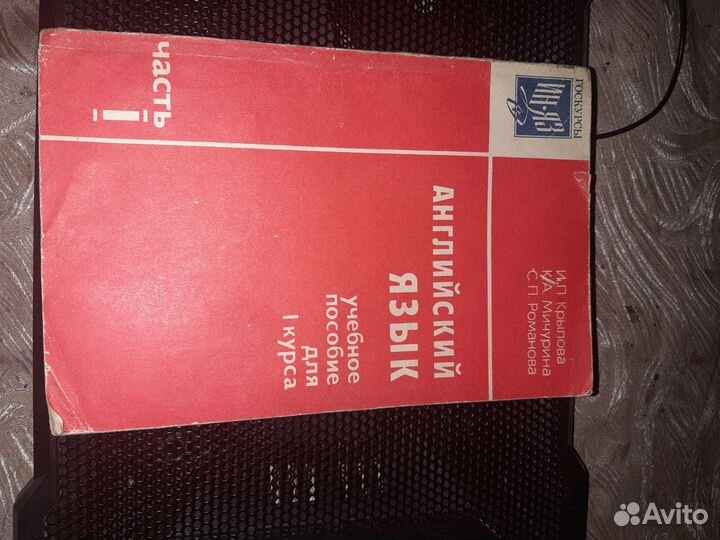 ГОСКУРСЫ
ИН·ЯЗ
И.П. Крылова
К.А. Мичурина
С.П. Романова
АНГЛИЙСКИЙ
ЯЗЫК
учебное
пособие
для
I курса
часть
I
Avito